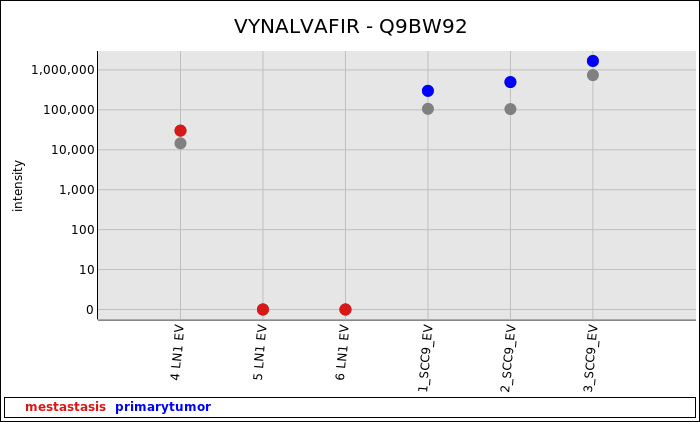 VYNALVAFIR - Q9BW92
intensity
1,000,000
100,000
10,000
1,000
100
10
0
4 LN1 EV
5 LN1 EV
6 LN1 EV
1_SCC9_EV
2_SCC9_EV
3_SCC9_EV
mestastasis primarytumor